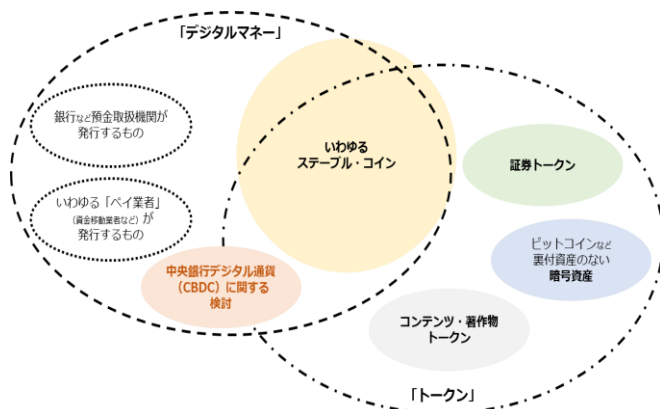 「デジタルマネー」
銀行など預金取扱機関が
発行するもの
いわゆる
ステーブル・コイン
証券トークン
いわゆる「ペイ業者」
（資金移動業者など）が
発行するもの
ビットコインなど
裏付資産のない
暗号資産
中央銀行デジタル通貨
（CBDC）に関する
検討
コンテンツ・著作物
トークン
「トークン」